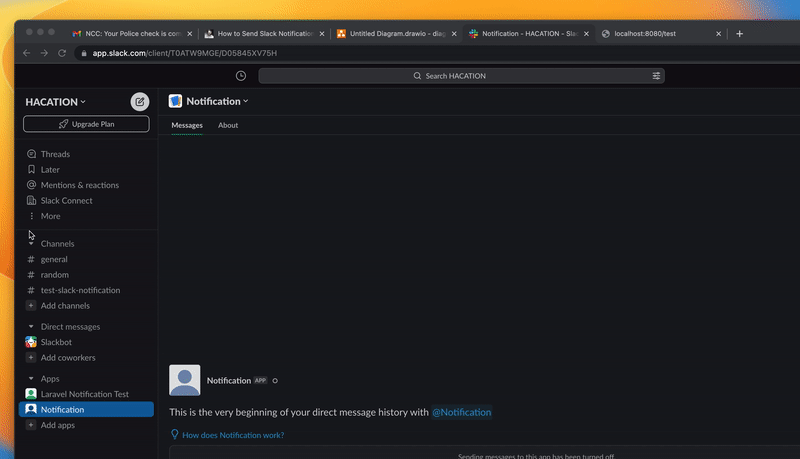 NCC: Your Police check is com
How to Send Slack Notification
Untitled Diagram.drawio - diag
Notification - HACATION - Sla
localhost:8080/test
app.slack.com/client/T0ATW9MGE/D05845XV75H
Search HACATION
HACATION
Notification
Upgrade Plan
Messages
About
Threads
Later
Mentions & reactions
Slack Connect
More
Channels
# general
# random
# test-slack-notification
+ Add channels
Direct messages
Slackbot
+ Add coworkers
Apps
Laravel Notification Test
Notification
+ Add apps
Notification APP
This is the very beginning of your direct message history with @Notification
How does Notification work?
Sending messages to this app has been turned off.